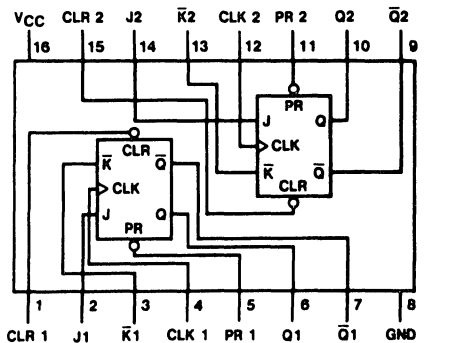 VCC CLR 2 J2 K̅2 CLK 2 PR 2 Q2 Q̅2
16 15 14 13 12 11 10 9
PR
J Q
CLK
K̅ Q̅
CLR
CLR
K̅ Q̅
CLK
J Q
PR
1 2 3 4 5 6 7 8
CLR 1 J1 K̅1 CLK 1 PR 1 Q1 Q̅1 GND